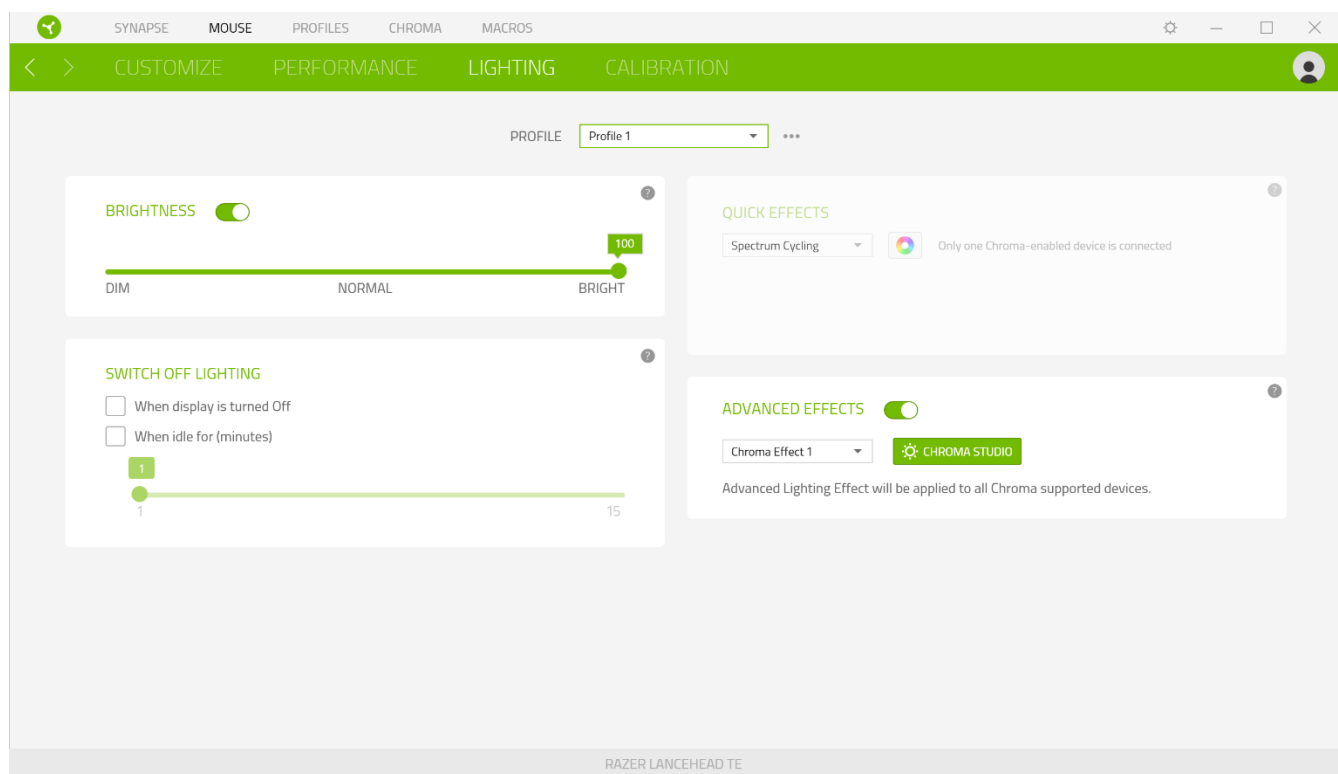 SYNAPSE MOUSE PROFILES CHROMA MACROS
CUSTOMIZE PERFORMANCE LIGHTING CALIBRATION
PROFILE Profile 1
BRIGHTNESS ?
100
DIM NORMAL BRIGHT
SWITCH OFF LIGHTING ?
When display is turned Off
When idle for (minutes)
1
1 15
QUICK EFFECTS ?
Spectrum Cycling Only one Chroma-enabled device is connected
ADVANCED EFFECTS ?
Chroma Effect 1 CHROMA STUDIO
Advanced Lighting Effect will be applied to all Chroma supported devices.
RAZER LANCEHEAD TE